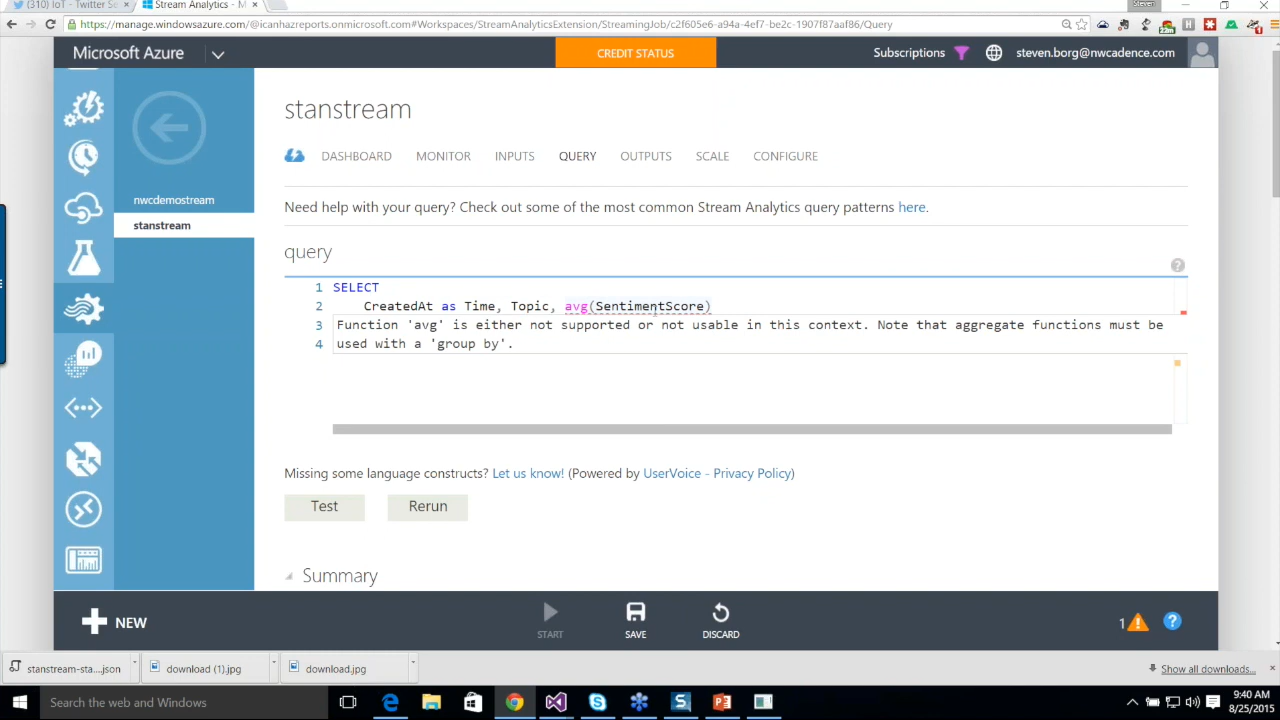 (310) IoT - Twitter Se
Stream Analytics - M
Steven
https://manage.windowsazure.com/@icanhazreports.onmicrosoft.com#Workspaces/StreamAnalyticsExtension/StreamingJob/c2f605e6-a94a-4ef7-be2c-1907f87aaf86/Query
22m
1
Microsoft Azure
CREDIT STATUS
Subscriptions
steven.borg@nwcadence.com
nwcdemostream
stanstream
stanstream
DASHBOARD MONITOR INPUTS QUERY OUTPUTS SCALE CONFIGURE
Need help with your query? Check out some of the most common Stream Analytics query patterns here.
query
?
1 SELECT
2 CreatedAt as Time, Topic, avg(SentimentScore)
3 Function 'avg' is either not supported or not usable in this context. Note that aggregate functions must be
4 used with a 'group by'.
Missing some language constructs? Let us know! (Powered by UserVoice - Privacy Policy)
Test Rerun
Summary
NEW
START SAVE DISCARD
1
?
stanstream-sta....json
download (1).jpg
download.jpg
Show all downloads...
Search the web and Windows
9:40 AM
8/25/2015